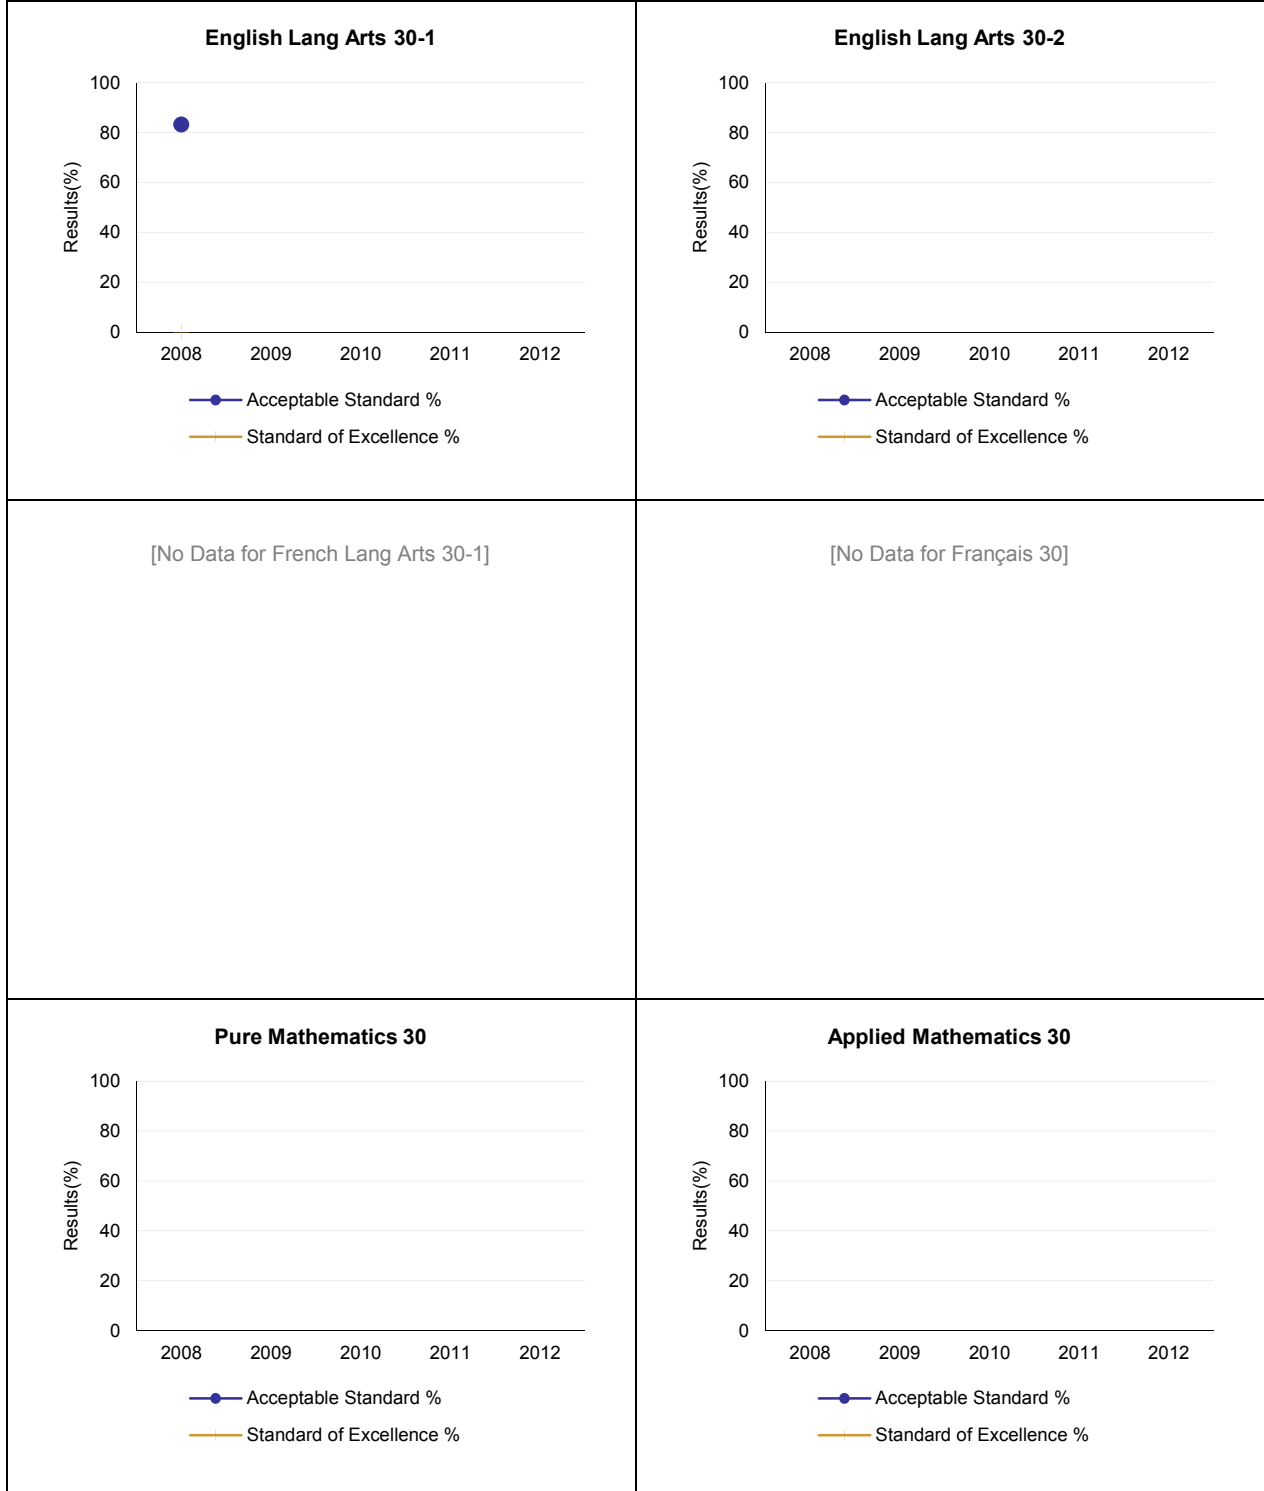 English Lang Arts 30-1
100
80
60
40
20
0
Results(%)
2008 2009 2010 2011 2012
Acceptable Standard %
Standard of Excellence %
English Lang Arts 30-2
100
80
60
40
20
0
Results(%)
2008 2009 2010 2011 2012
Acceptable Standard %
Standard of Excellence %
[No Data for French Lang Arts 30-1]
[No Data for Français 30]
Pure Mathematics 30
100
80
60
40
20
0
Results(%)
2008 2009 2010 2011 2012
Acceptable Standard %
Standard of Excellence %
Applied Mathematics 30
100
80
60
40
20
0
Results(%)
2008 2009 2010 2011 2012
Acceptable Standard %
Standard of Excellence %